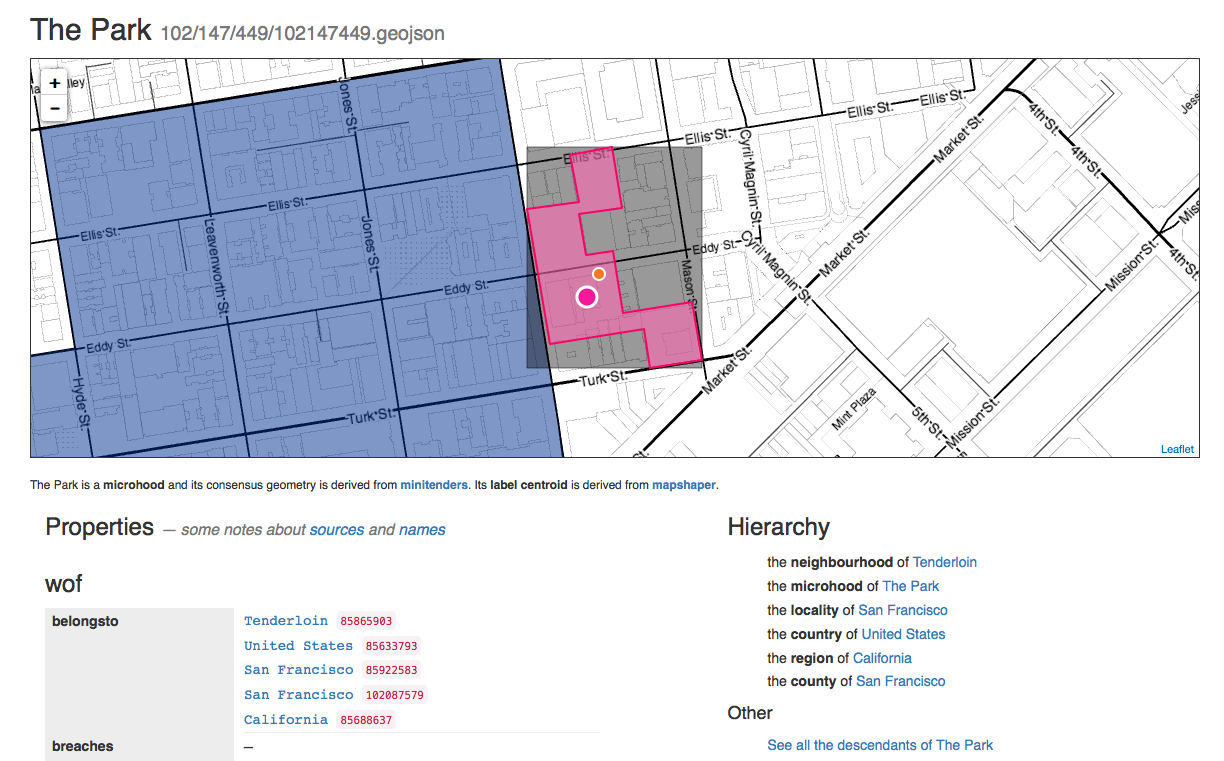 The Park 102/147/449/102147449.geojson
+
−
lley
Jones St.
Ellis St.
Ellis St.
Ellis St.
Ellis St.
4th St.
4th St.
Market St.
Cyril Magnin St.
Ellis St.
Ellis St.
Leavenworth St.
Jones St.
Eddy St.
Cyril Magnin St.
Market St.
Mission St.
4th St.
Mason St.
Eddy St.
Eddy St.
Hyde St.
Turk St.
Market St.
Turk St.
Mint Plaza
5th St.
Mission St.
Leaflet
The Park is a microhood and its consensus geometry is derived from minitenders. Its label centroid is derived from mapshaper.
Properties — some notes about sources and names
wof
belongsto
Tenderloin 85865903
United States 85633793
San Francisco 85922583
San Francisco 102087579
California 85688637
breaches
—
Hierarchy
the neighbourhood of Tenderloin
the microhood of The Park
the locality of San Francisco
the country of United States
the region of California
the county of San Francisco
Other
See all the descendants of The Park